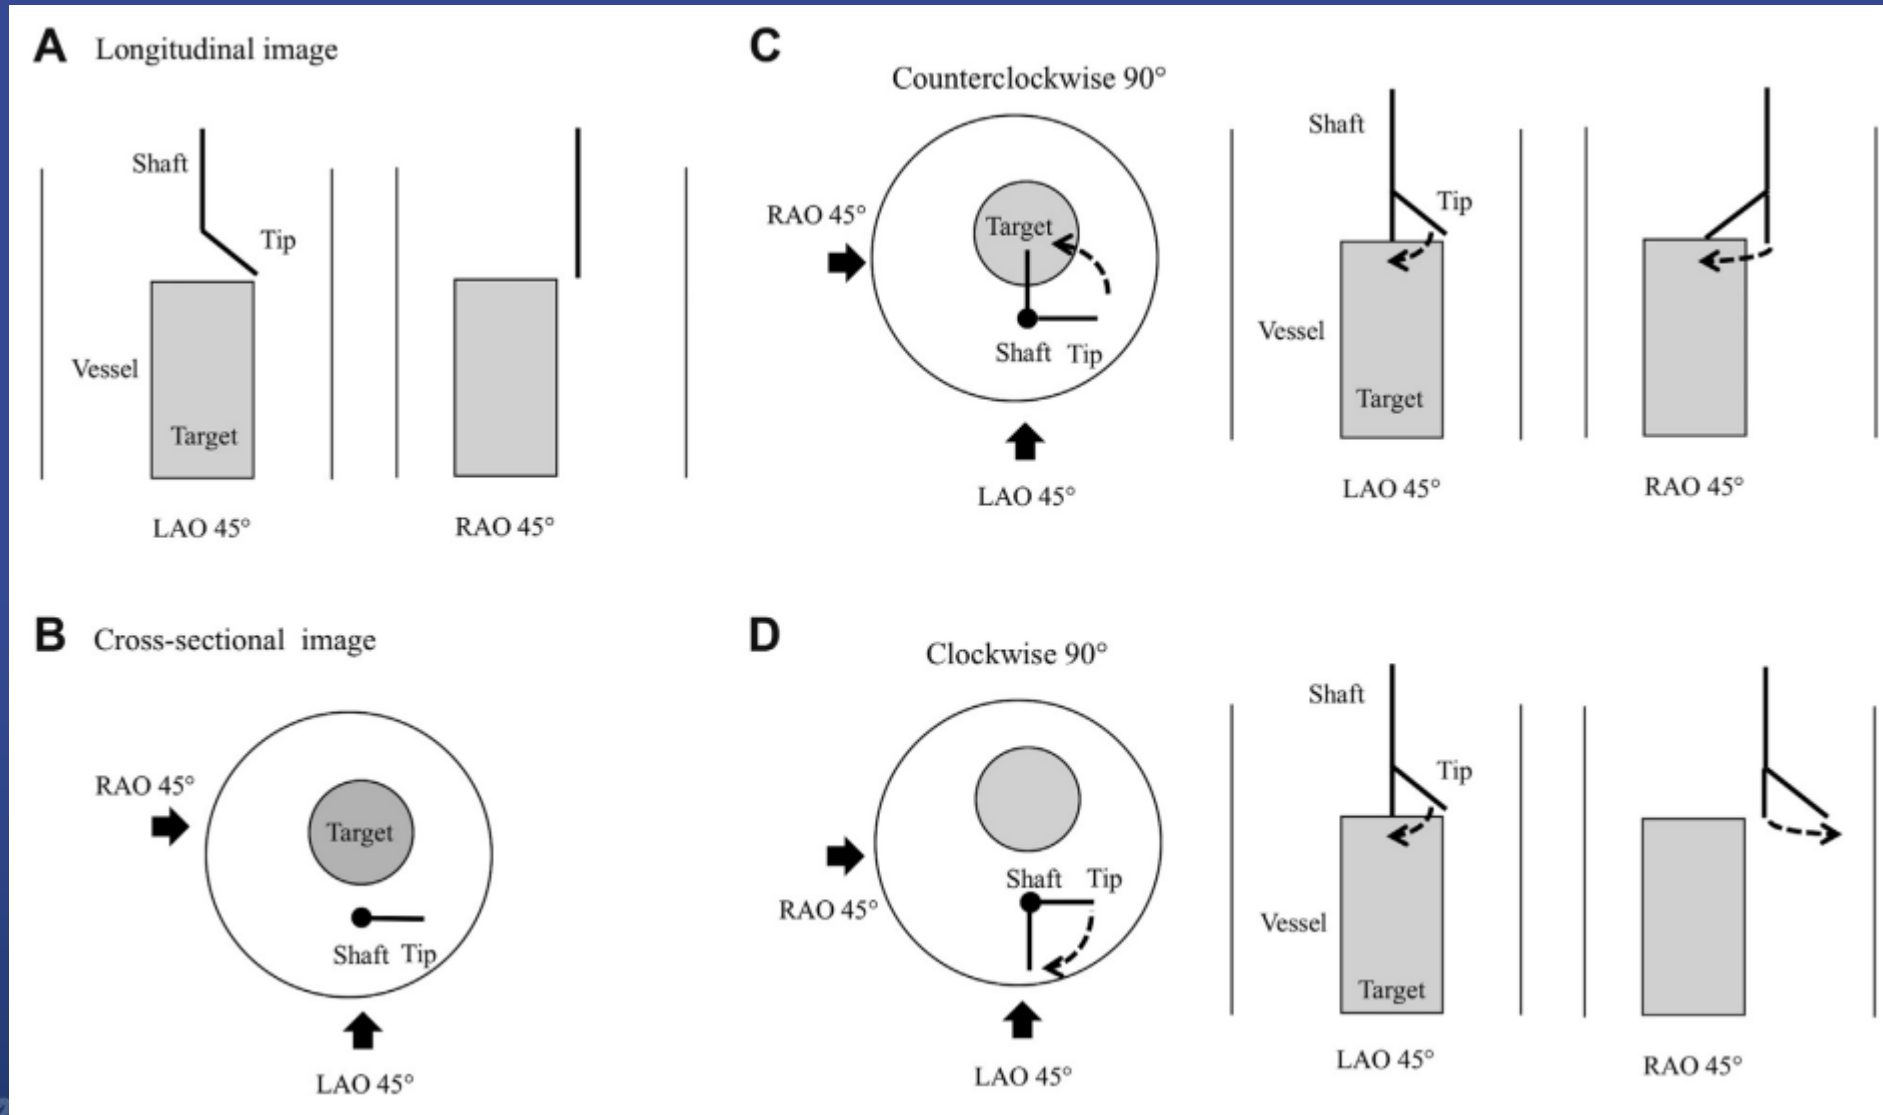 A Longitudinal image
Shaft
Tip
Vessel
Target
LAO 45°
RAO 45°
B Cross-sectional image
RAO 45°
Target
Shaft Tip
LAO 45°
C
Counterclockwise 90°
RAO 45°
Target
Shaft Tip
LAO 45°
Shaft
Tip
Vessel
Target
LAO 45°
RAO 45°
D
Clockwise 90°
Shaft Tip
RAO 45°
LAO 45°
Shaft
Tip
Vessel
Target
LAO 45°
RAO 45°